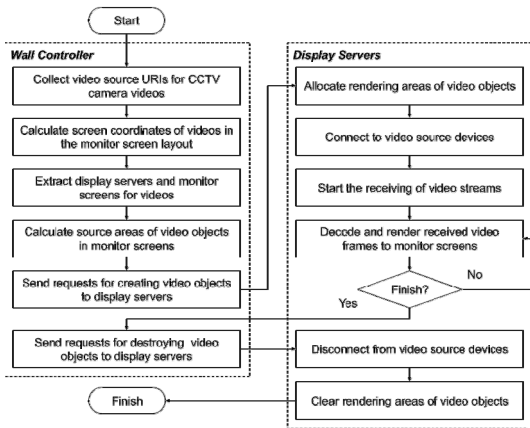 Start
Wall Controller
Collect video source URIs for CCTV
camera videos
Calculate screen coordinates of videos in
the monitor screen layout
Extract display servers and monitor
screens for videos
Calculate source areas of video objects
in monitor screens
Send requests for creating video objects
to display servers
Send requests for destroying video
objects to display servers
Finish
Display Servers
Allocate rendering areas of video objects
Connect to video source devices
Start the receiving of video streams
Decode and render received video
frames to monitor screens
Finish?
No
Yes
Disconnect from video source devices
Clear rendering areas of video objects